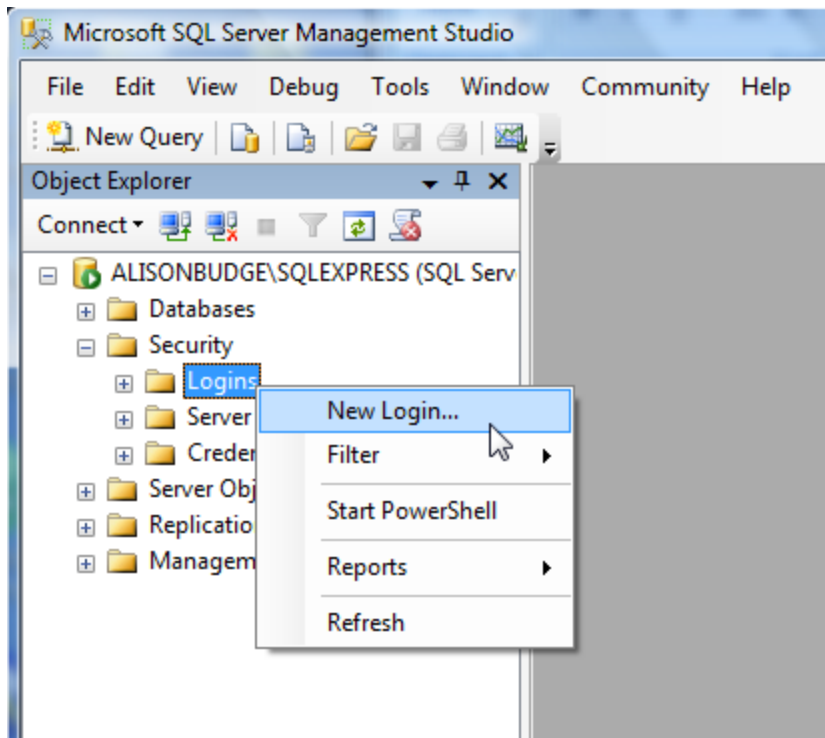 Microsoft SQL Server Management Studio
File Edit View Debug Tools Window Community Help
New Query
Object Explorer
Connect
ALISONBUDGE\SQLEXPRESS (SQL Serv
Databases
Security
Logins
New Login...
Server
Creder
Filter
Server Obj
Start PowerShell
Replicatio
Managem
Reports
Refresh